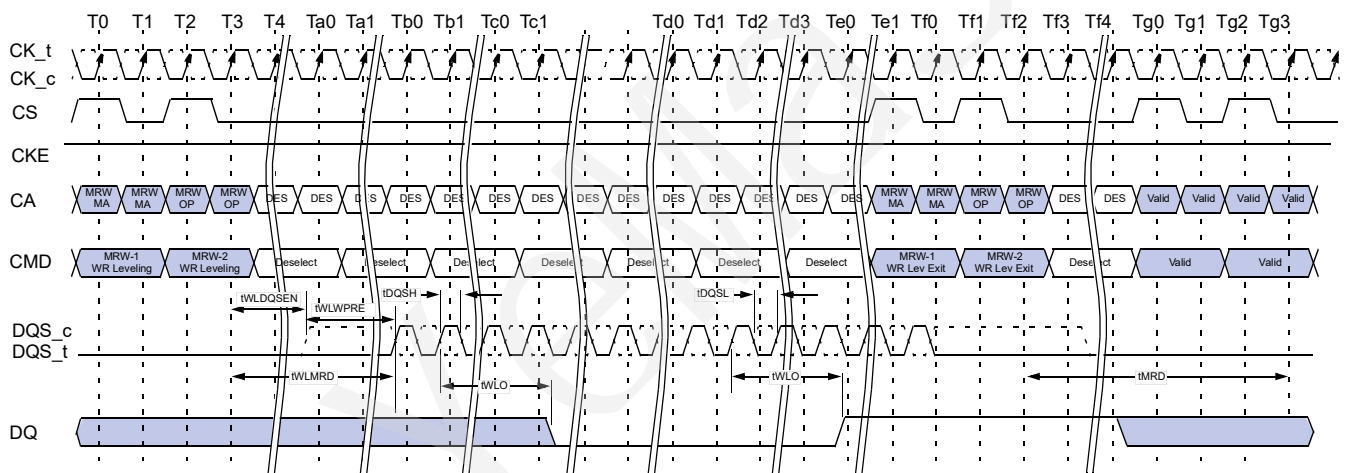 T0 T1 T2 T3 T4 Ta0 Ta1 Tb0 Tb1 Tc0 Tc1 Td0 Td1 Td2 Td3 Te0 Te1 Tf0 Tf1 Tf2 Tf3 Tf4 Tg0 Tg1 Tg2 Tg3
CK_t
CK_c
CS
CKE
CA
MRW MRW MRW MRW MRW MRW MRW MRW
MA MA OP OP DES DES DES DES DES DES DES DES DES DES DES DES DES DES MA MA OP OP DES DES Valid Valid Valid Valid
CMD
MRW-1 MRW-2 MRW-1 MRW-2
WR Leveling WR Leveling Deselect Deselect Deselect Deselect Deselect Deselect Deselect WR Lev Exit WR Lev Exit Deselect Valid Valid
tDQSH tDQSL
tWLDQSEN tWLWPRE
DQS_c
DQS_t
tWLMRD tWLO tWLO tMRD
DQ